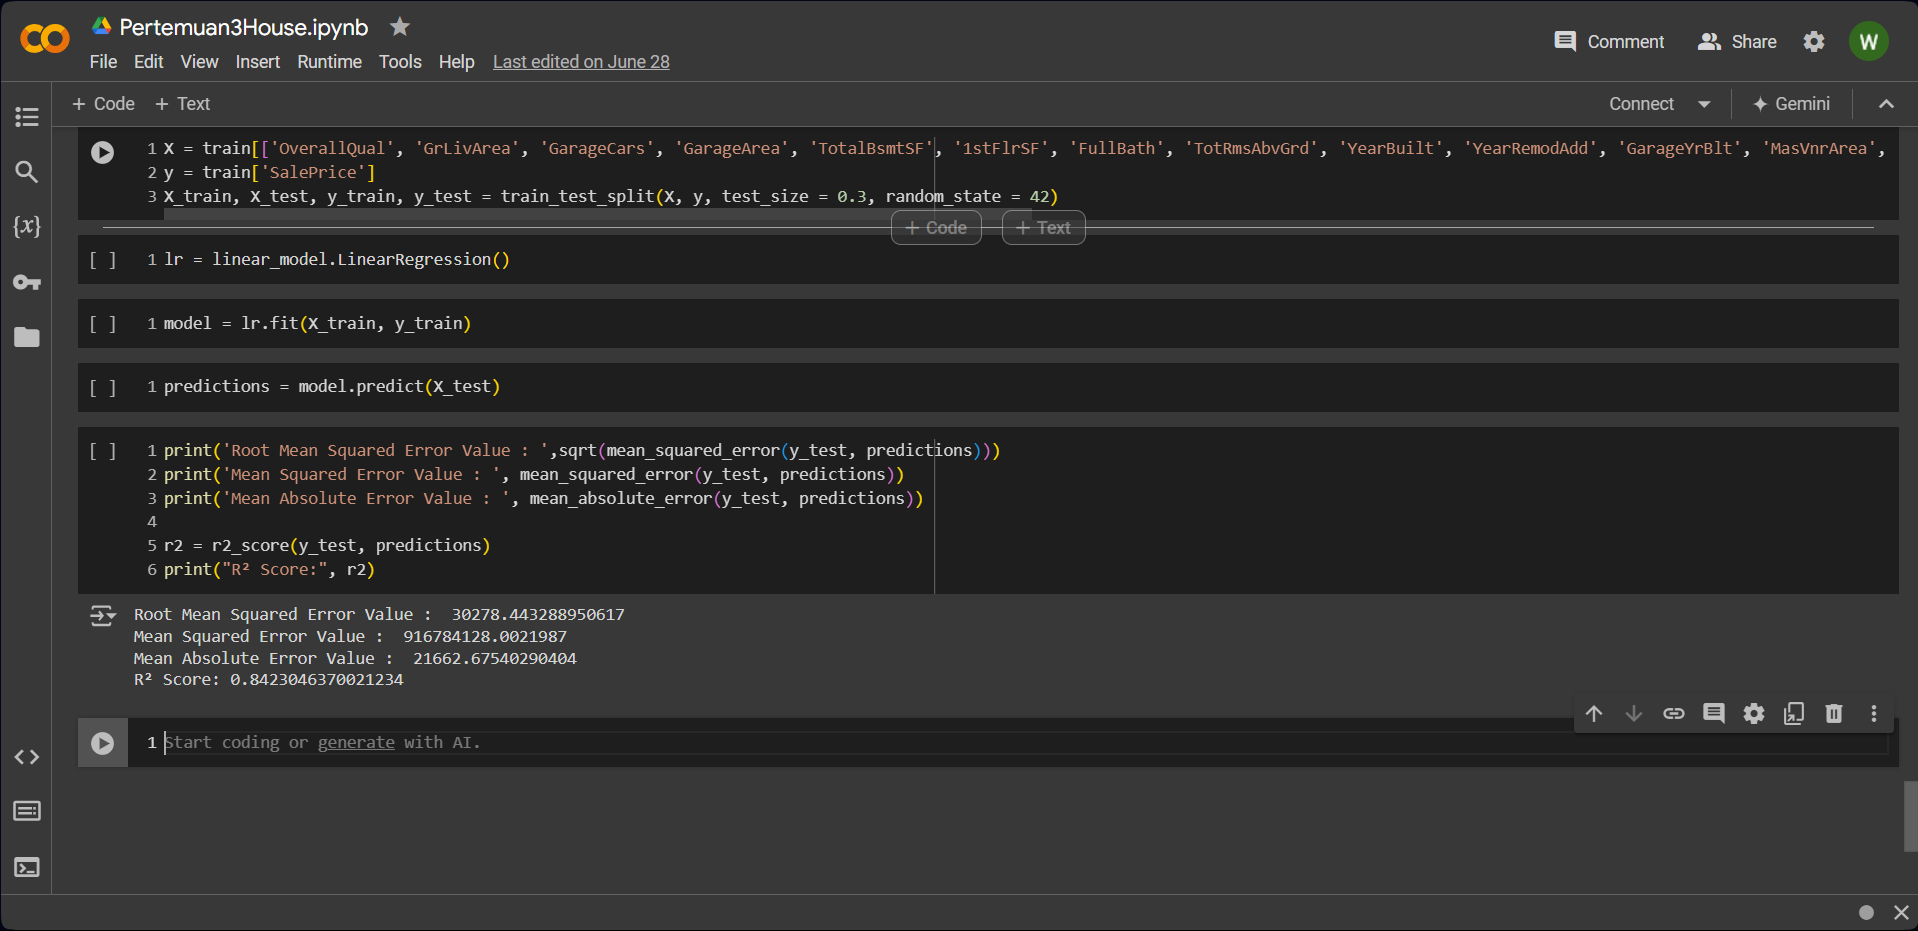 Pertemuan3House.ipynb
File Edit View Insert Runtime Tools Help Last edited on June 28
Comment Share W
+ Code + Text
Connect Gemini
1 X = train[['OverallQual', 'GrLivArea', 'GarageCars', 'GarageArea', 'TotalBsmtSF', '1stFlrSF', 'FullBath', 'TotRmsAbvGrd', 'YearBuilt', 'YearRemodAdd', 'GarageYrBlt', 'MasVnrArea',
2 y = train['SalePrice']
3 X_train, X_test, y_train, y_test = train_test_split(X, y, test_size = 0.3, random_state = 42)
+ Code + Text
[ ] 1 lr = linear_model.LinearRegression()
[ ] 1 model = lr.fit(X_train, y_train)
[ ] 1 predictions = model.predict(X_test)
[ ] 1 print('Root Mean Squared Error Value : ',sqrt(mean_squared_error(y_test, predictions)))
2 print('Mean Squared Error Value : ', mean_squared_error(y_test, predictions))
3 print('Mean Absolute Error Value : ', mean_absolute_error(y_test, predictions))
4
5 r2 = r2_score(y_test, predictions)
6 print("R² Score:", r2)
Root Mean Squared Error Value :  30278.443288950617
Mean Squared Error Value :  916784128.0021987
Mean Absolute Error Value :  21662.67540290404
R² Score: 0.8423046370021234
1 Start coding or generate with AI.